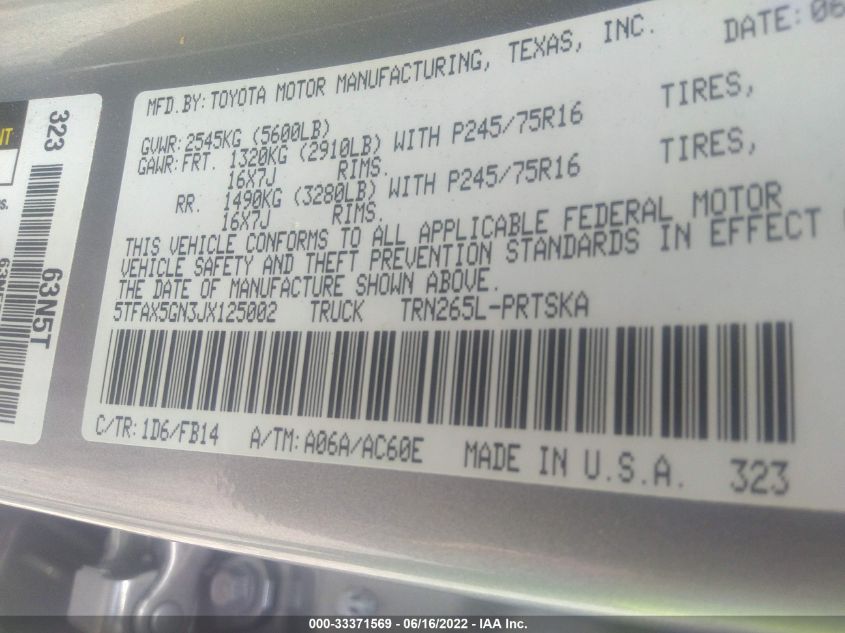 MFD.BY:TOYOTA MOTOR MANUFACTURING, TEXAS, INC. DATE:06
GVWR:2545KG (5600LB)
GAWR:FRT. 1320KG (2910LB) WITH P245/75R16 TIRES,
16X7J RIMS.
RR. 1490KG (3280LB) WITH P245/75R16 TIRES,
16X7J RIMS.
THIS VEHICLE CONFORMS TO ALL APPLICABLE FEDERAL MOTOR
VEHICLE SAFETY AND THEFT PREVENTION STANDARDS IN EFFECT
THE DATE OF MANUFACTURE SHOWN ABOVE.
5TFAX5GN3JX125002 TRUCK TRN265L-PRTSKA
C/TR:1D6/FB14 A/TM:A06A/AC60E MADE IN U.S.A. 323
323
63N5T
000-33371569 - 06/16/2022 - IAA Inc.